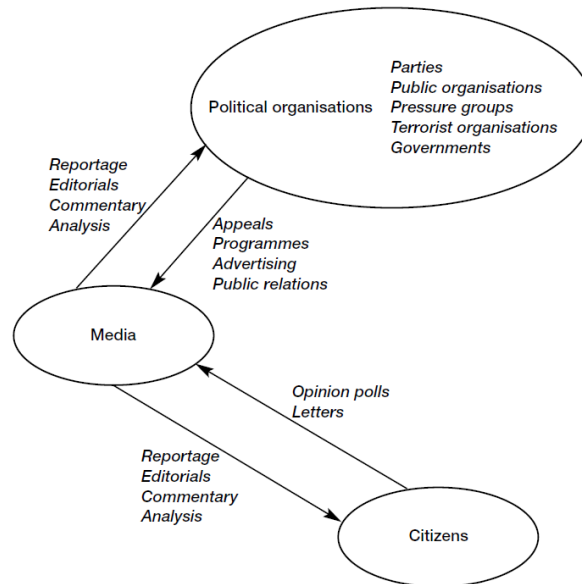 Political organisations
Parties
Public organisations
Pressure groups
Terrorist organisations
Governments
Reportage
Editorials
Commentary
Analysis
Appeals
Programmes
Advertising
Public relations
Media
Opinion polls
Letters
Reportage
Editorials
Commentary
Analysis
Citizens